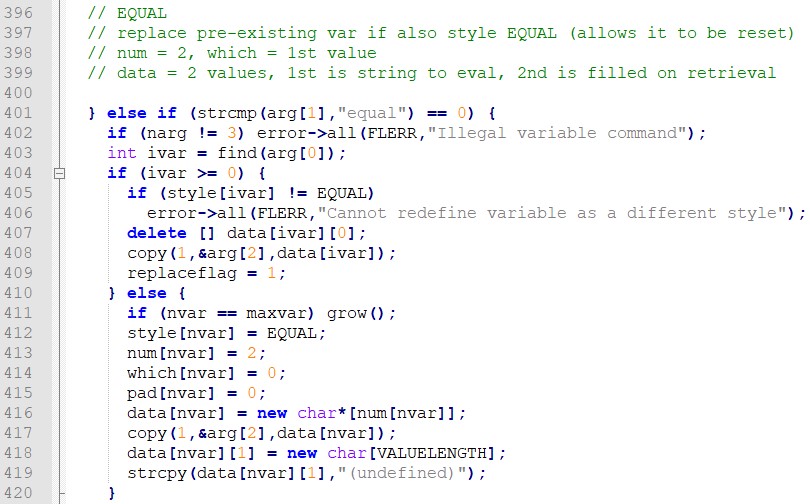 396 // EQUAL
397 // replace pre-existing var if also style EQUAL (allows it to be reset)
398 // num = 2, which = 1st value
399 // data = 2 values, 1st is string to eval, 2nd is filled on retrieval
400
401 } else if (strcmp(arg[1],"equal") == 0) {
402 if (narg != 3) error->all(FLERR,"Illegal variable command");
403 int ivar = find(arg[0]);
404 if (ivar >= 0) {
405 if (style[ivar] != EQUAL)
406 error->all(FLERR,"Cannot redefine variable as a different style");
407 delete [] data[ivar][0];
408 copy(1,&arg[2],data[ivar]);
409 replaceflag = 1;
410 } else {
411 if (nvar == maxvar) grow();
412 style[nvar] = EQUAL;
413 num[nvar] = 2;
414 which[nvar] = 0;
415 pad[nvar] = 0;
416 data[nvar] = new char*[num[nvar]];
417 copy(1,&arg[2],data[nvar]);
418 data[nvar][1] = new char[VALUELENGTH];
419 strcpy(data[nvar][1],"(undefined)");
420 }